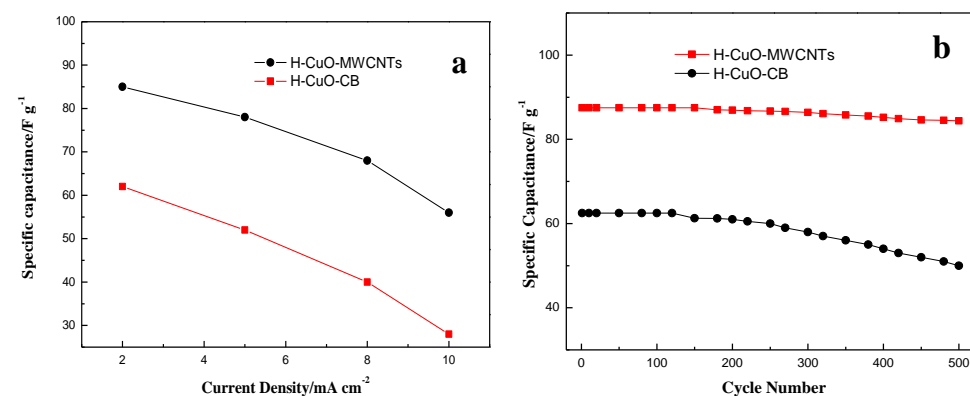 100
90
80
70
60
50
40
30
Specific capacitance/F g⁻¹
H-CuO-MWCNTs
H-CuO-CB
a
2 4 6 8 10
Current Density/mA cm⁻²
100
80
60
40
Specific Capacitance/F g⁻¹
H-CuO-MWCNTs
H-CuO-CB
b
0 100 200 300 400 500
Cycle Number